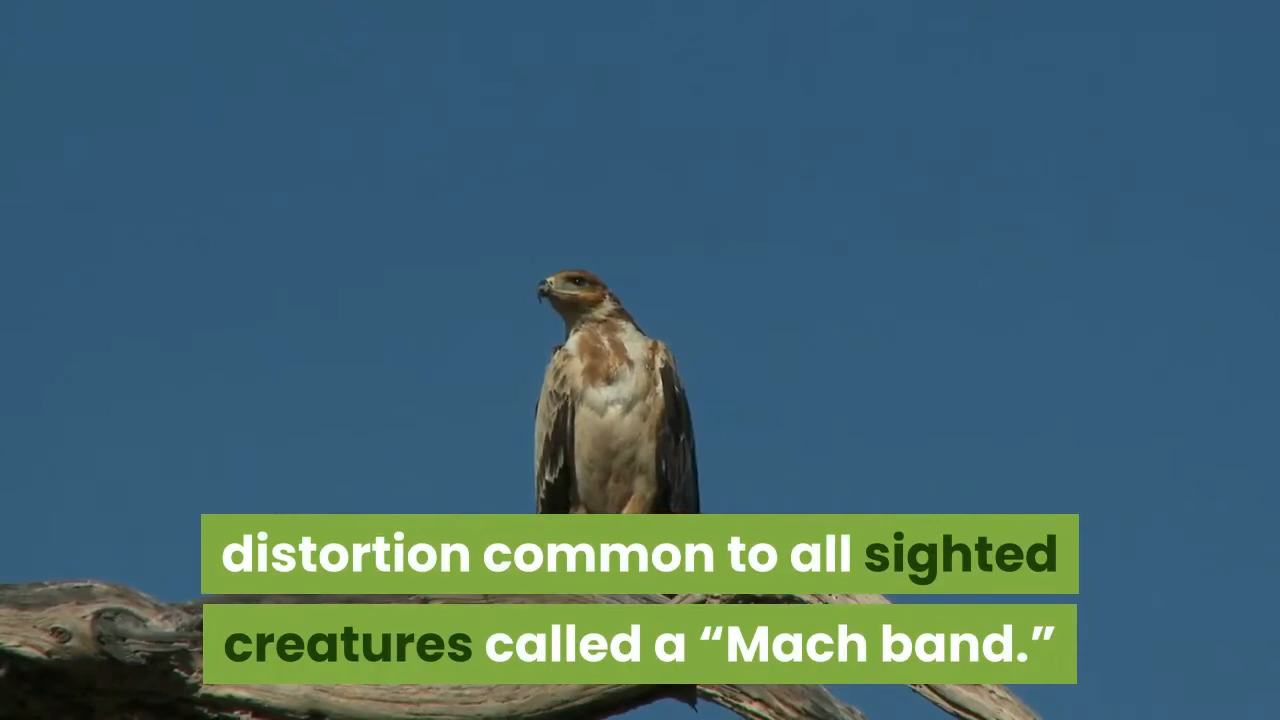 distortion common to all sighted
creatures called a “Mach band.”